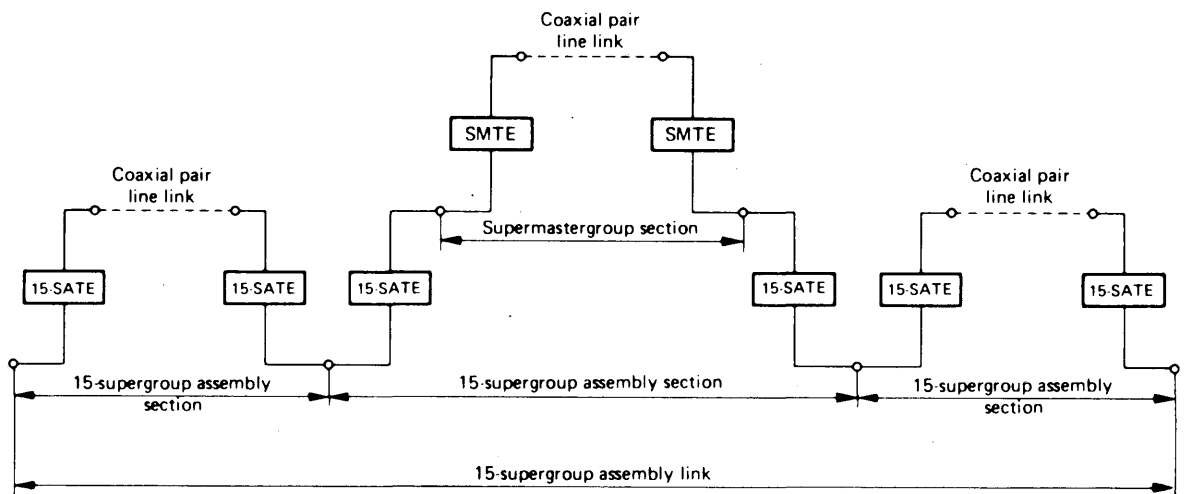 Coaxial pair
line link
SMTE
SMTE
Coaxial pair
line link
Coaxial pair
line link
Supermastergroup section
15-SATE
15-SATE
15-SATE
15-SATE
15-SATE
15-SATE
15-supergroup assembly
section
15-supergroup assembly section
15-supergroup assembly
section
15-supergroup assembly link